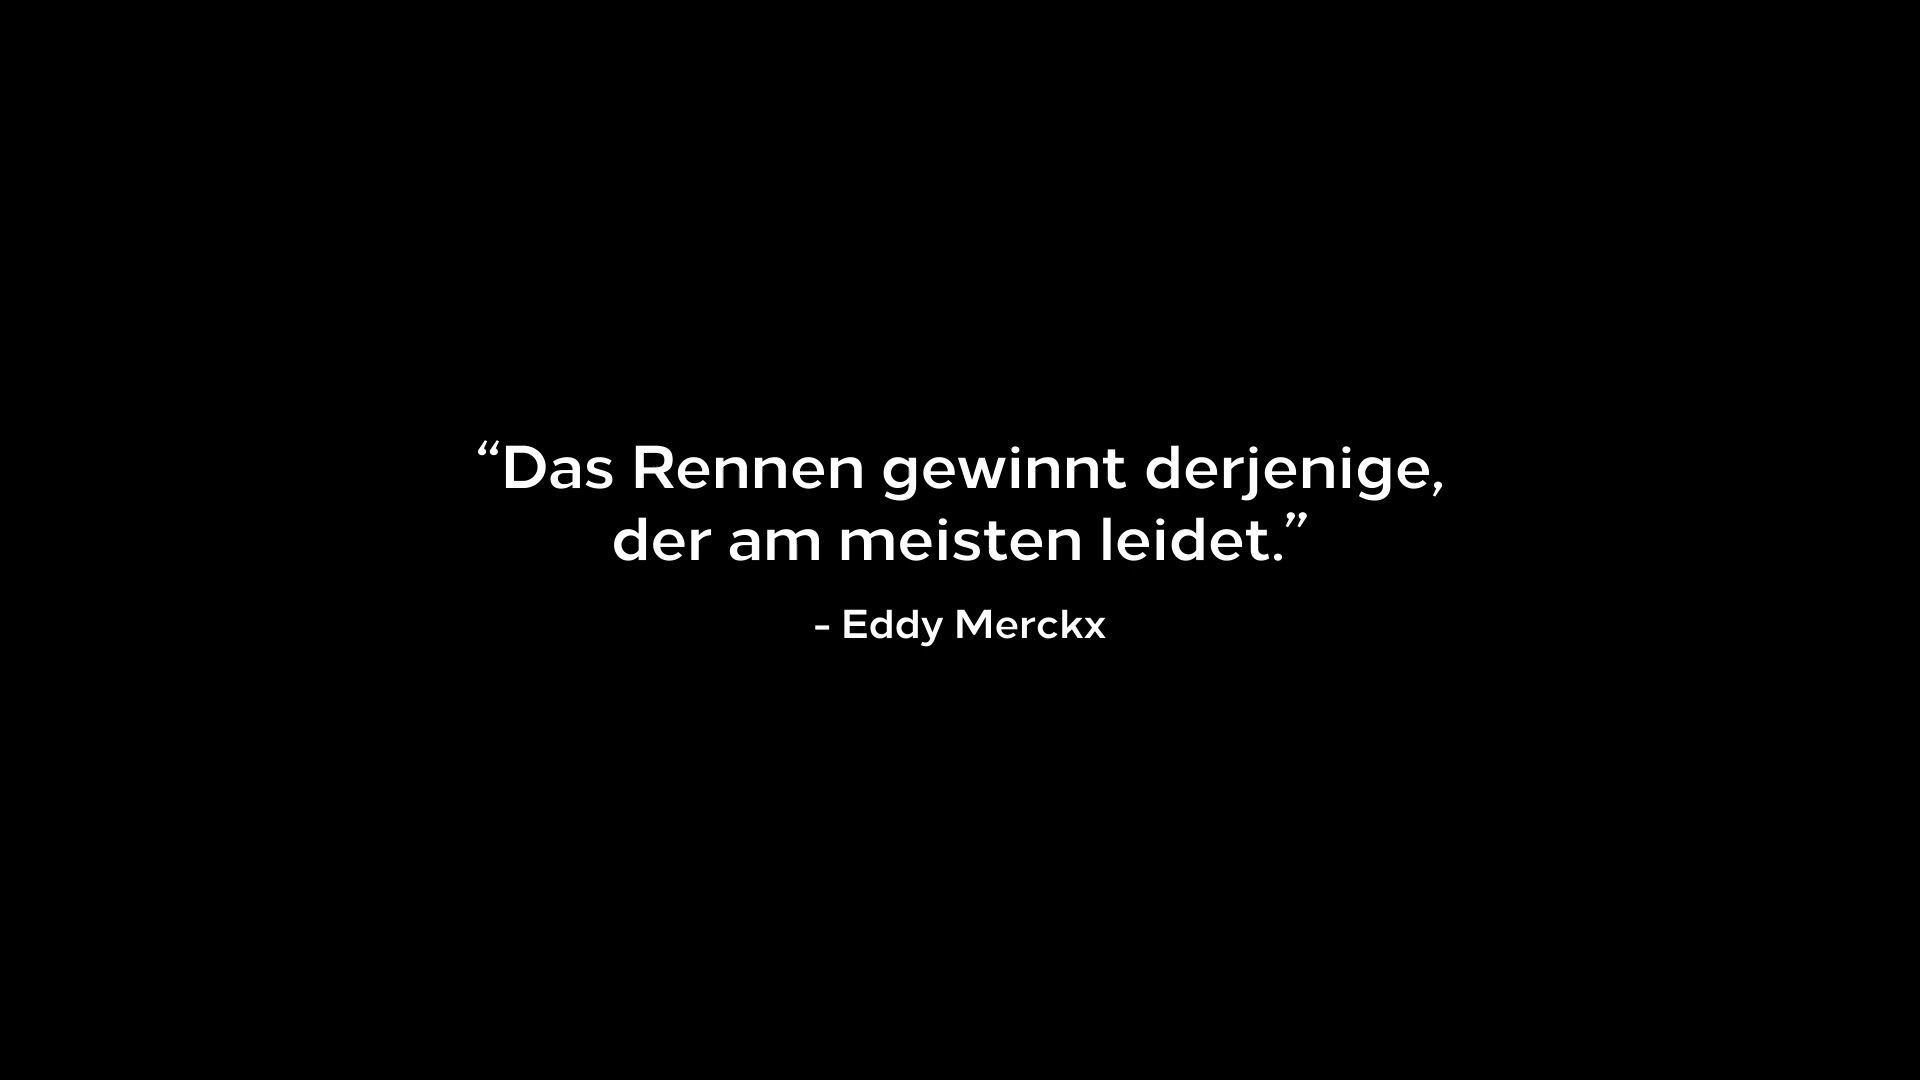 “Das Rennen gewinnt derjenige,
der am meisten leidet.”
- Eddy Merckx